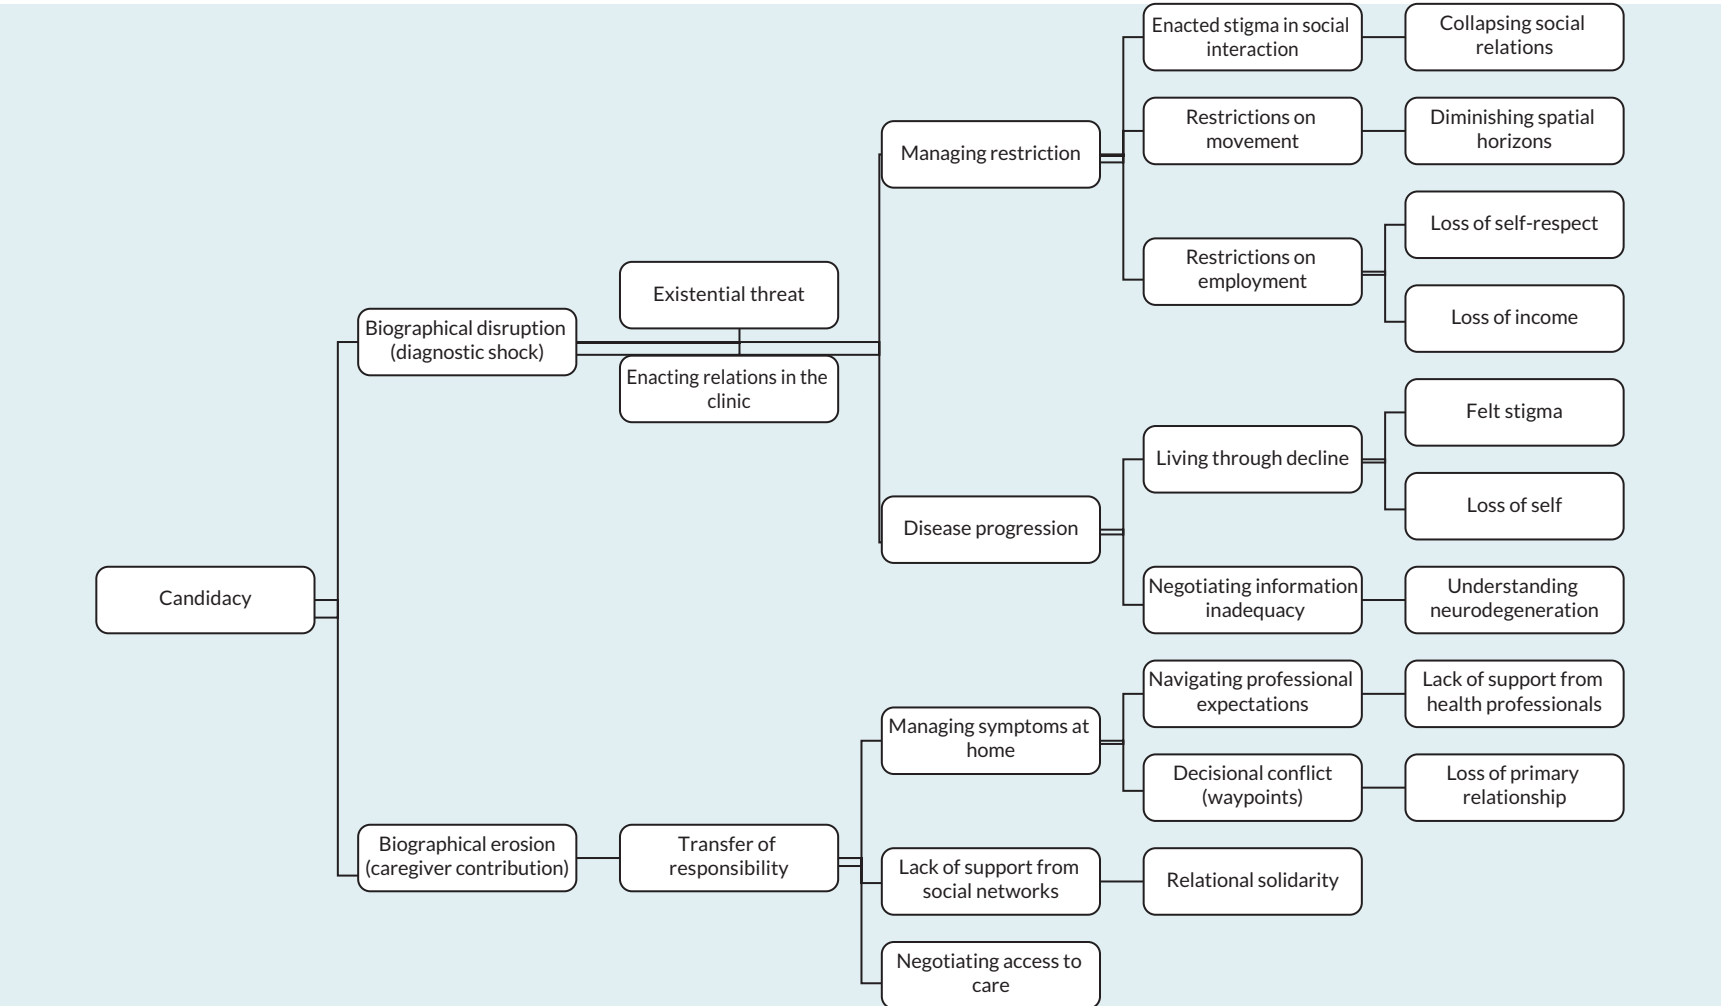 Enacted stigma in social
interaction
Collapsing social
relations
Restrictions on
movement
Diminishing spatial
horizons
Managing restriction
Loss of self-respect
Restrictions on
employment
Loss of income
Existential threat
Biographical disruption
(diagnostic shock)
Enacting relations in the
clinic
Felt stigma
Living through decline
Loss of self
Disease progression
Negotiating information
inadequacy
Understanding
neurodegeneration
Candidacy
Navigating professional
expectations
Lack of support from
health professionals
Managing symptoms at
home
Decisional conflict
(waypoints)
Loss of primary
relationship
Biographical erosion
(caregiver contribution)
Transfer of
responsibility
Lack of support from
social networks
Relational solidarity
Negotiating access to
care